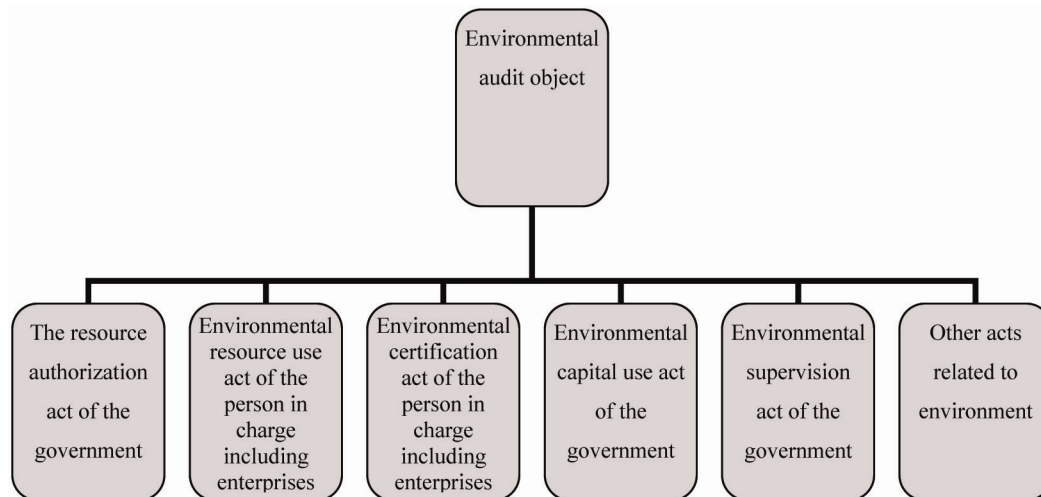 Environmental
audit object
The resource
authorization
act of the
government
Environmental
resource use
act of the
person in
charge
including
enterprises
Environmental
certification
act of the
person in
charge
including
enterprises
Environmental
capital use act
of the
government
Environmental
supervision
act of the
government
Other acts
related to
environment